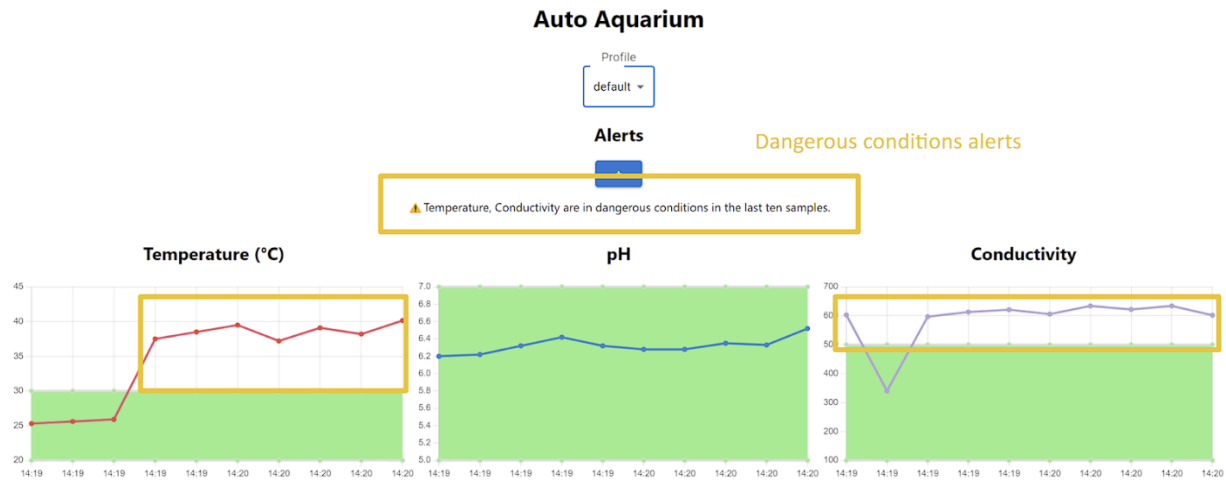 Auto Aquarium
Profile
default
Alerts
Dangerous conditions alerts
⚠ Temperature, Conductivity are in dangerous conditions in the last ten samples.
Temperature (°C)
45
40
35
30
25
20
14:19 14:19 14:19 14:19 14:19 14:20 14:20 14:20 14:20 14:20
pH
7.0
6.8
6.6
6.4
6.2
6.0
5.8
5.6
5.4
5.2
5.0
14:19 14:19 14:19 14:19 14:19 14:20 14:20 14:20 14:20 14:20
Conductivity
700
600
500
400
300
200
100
14:19 14:19 14:19 14:19 14:19 14:20 14:20 14:20 14:20 14:20